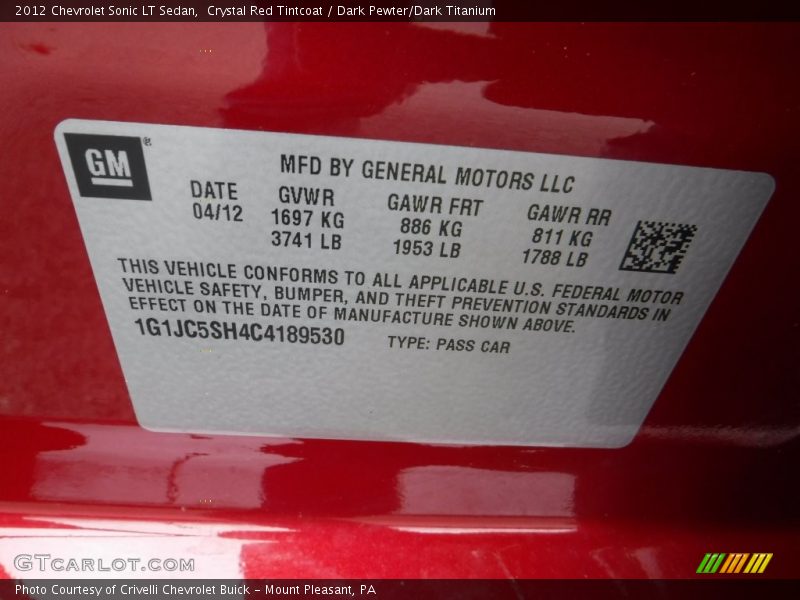 2012 Chevrolet Sonic LT Sedan,  Crystal Red Tintcoat / Dark Pewter/Dark Titanium
GM®
MFD BY GENERAL MOTORS LLC
DATE GVWR GAWR FRT GAWR RR
04/12 1697 KG 886 KG 811 KG
3741 LB 1953 LB 1788 LB
THIS VEHICLE CONFORMS TO ALL APPLICABLE U.S. FEDERAL MOTOR
VEHICLE SAFETY, BUMPER, AND THEFT PREVENTION STANDARDS IN
EFFECT ON THE DATE OF MANUFACTURE SHOWN ABOVE.
1G1JC5SH4C4189530 TYPE: PASS CAR
GTCARLOT.COM
Photo Courtesy of Crivelli Chevrolet Buick - Mount Pleasant, PA